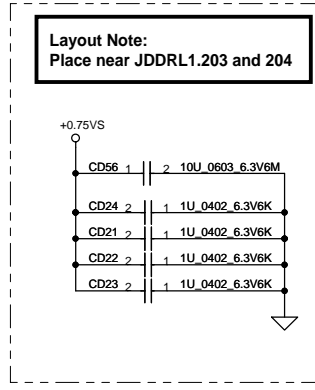 Layout Note:
Place near JDDRL1.203 and 204
+0.75VS
CD56 1 2 10U_0603_6.3V6M
CD24 2 1 1U_0402_6.3V6K
CD21 2 1 1U_0402_6.3V6K
CD22 2 1 1U_0402_6.3V6K
CD23 2 1 1U_0402_6.3V6K